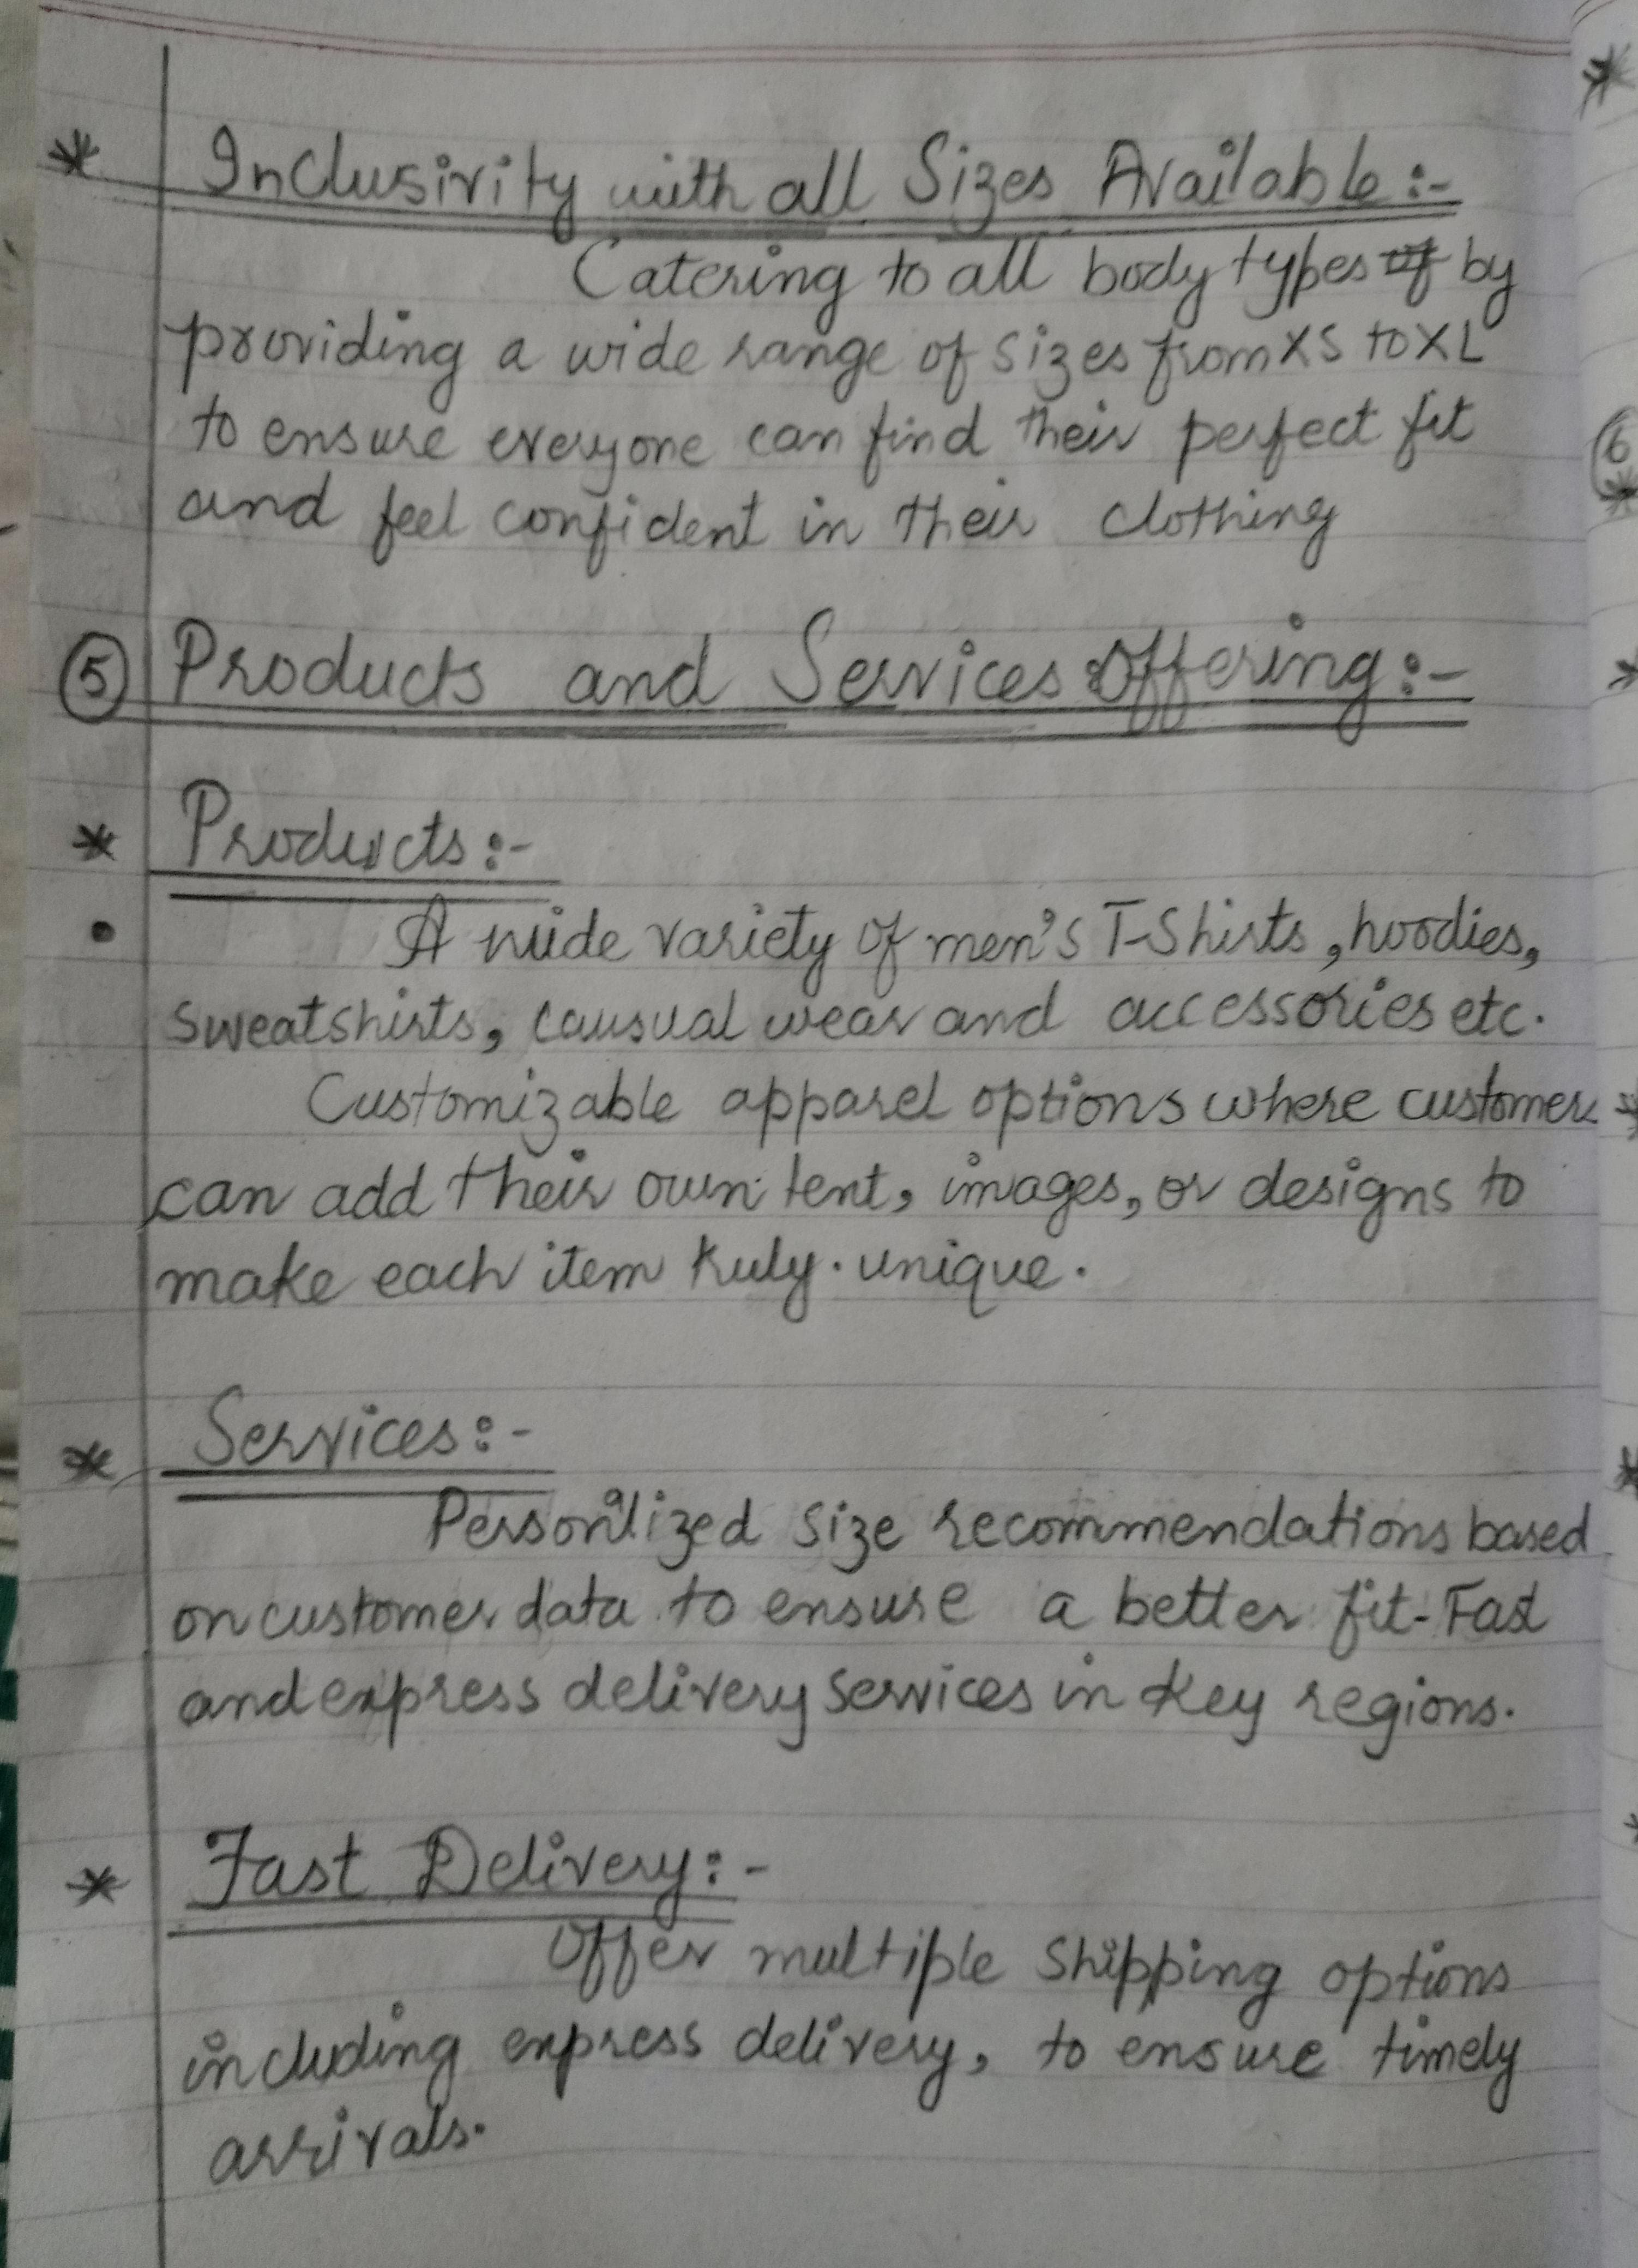 * Inclusivity with all Sizes Available:-
Catering to all body types of by
providing a wide range of sizes from XS to XL
to ensure everyone can find their perfect fit
and feel confident in their clothing
5 Products and Services Offering:-
* Products:-
• A wide variety of men's T-Shirts, hoodies,
sweatshirts, causual wear and accessories etc.
Customizable apparel options where customer
can add their own tent, images, or designs to
make each item truly. unique.
* Services:-
Personilized size recommendations based
on customer data to ensure a better fit-Fast
and express delivery services in key regions.
* Fast Delivery:-
Offer multiple shipping options
including express delivery, to ensure timely
arrivals.
6